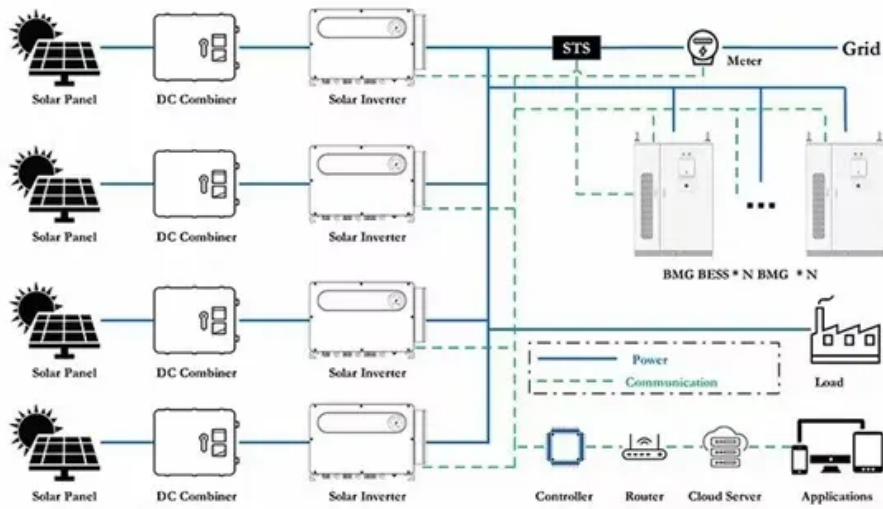 STS
Meter
Grid
Solar Panel
DC Combiner
Solar Inverter
Solar Panel
DC Combiner
Solar Inverter
BMG BESS * N BMG * N
Solar Panel
DC Combiner
Solar Inverter
Power
Communication
Load
Solar Panel
DC Combiner
Solar Inverter
Controller
Router
Cloud Server
Applications